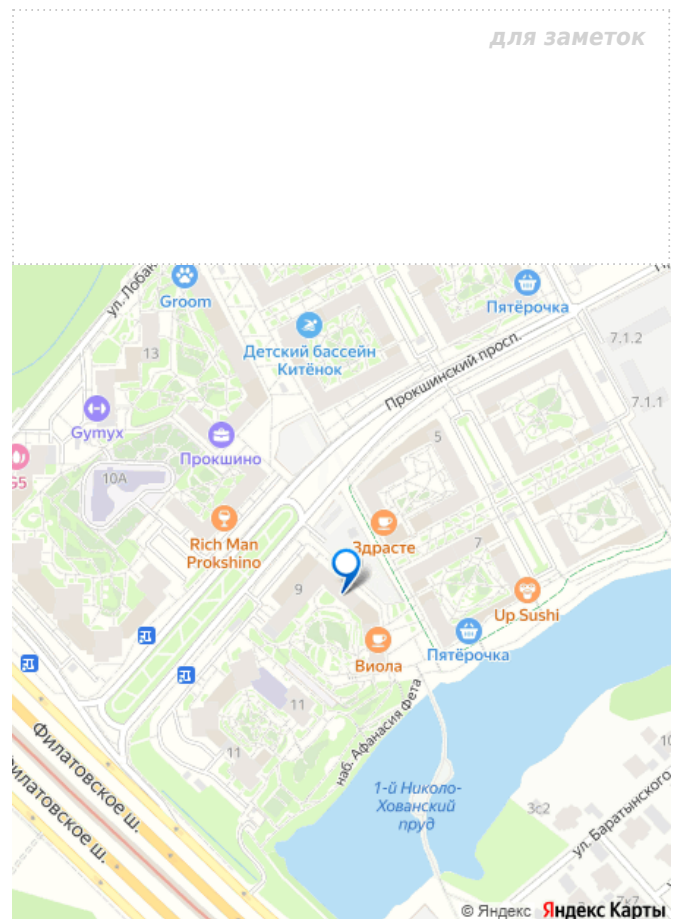 для заметок
ул. Лобач
Groom
Пятёрочка
Детский бассейн
Китёнок
7.1.2
13
Прокшинский просп.
7.1.1
Gymyx
Прокшино
5
G5
10А
Rich Man
Prokshino
Здрасте
7
9
Up Sushi
Виола
Пятёрочка
11
11
наб. Афанасия Фета
Филатовское ш.
Филатовское ш.
1-й Николо-
Хованский
пруд
3с2
ул. Баратынского
10
7к7
© Яндекс Яндекс Карты